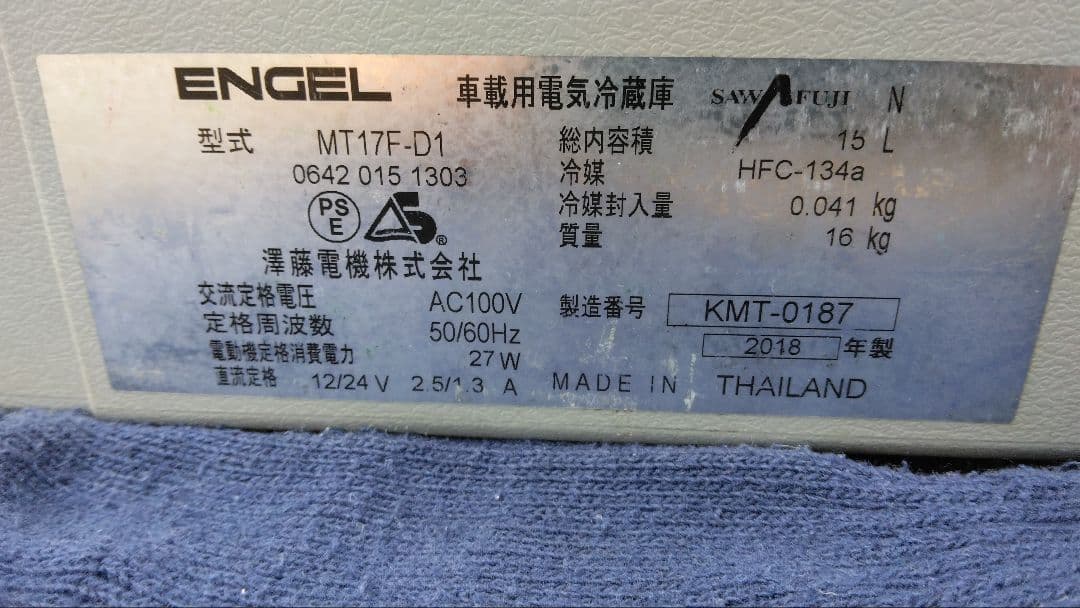 ENGEL 車載用電気冷蔵庫 SAWAFUJI N
型式 MT17F-D1 総内容積 15 L
0642 015 1303 冷媒 HFC-134a
PS E S ® 冷媒封入量 0.041 kg
質量 16 kg
澤藤電機株式会社
交流定格電圧 AC100V 製造番号 KMT-0187
定格周波数 50/60Hz
2018 年製
電動機定格消費電力 27 W
直流定格 12/24 V 2.5/1.3 A MADE IN THAILAND